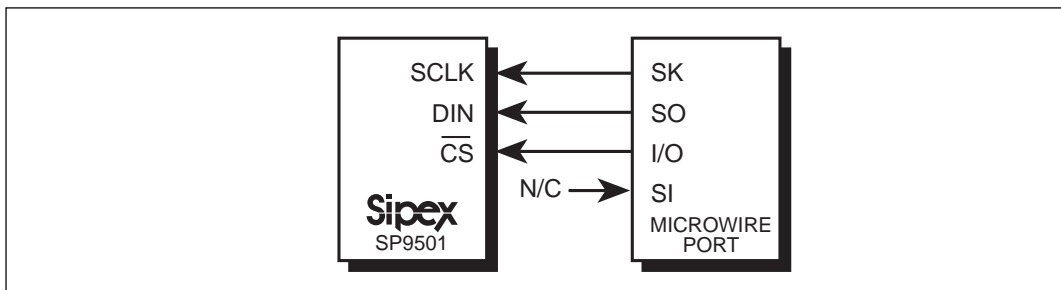 SCLK
SK
DIN
SO
CS
I/O
N/C
SI
Sipex
SP9501
MICROWIRE
PORT